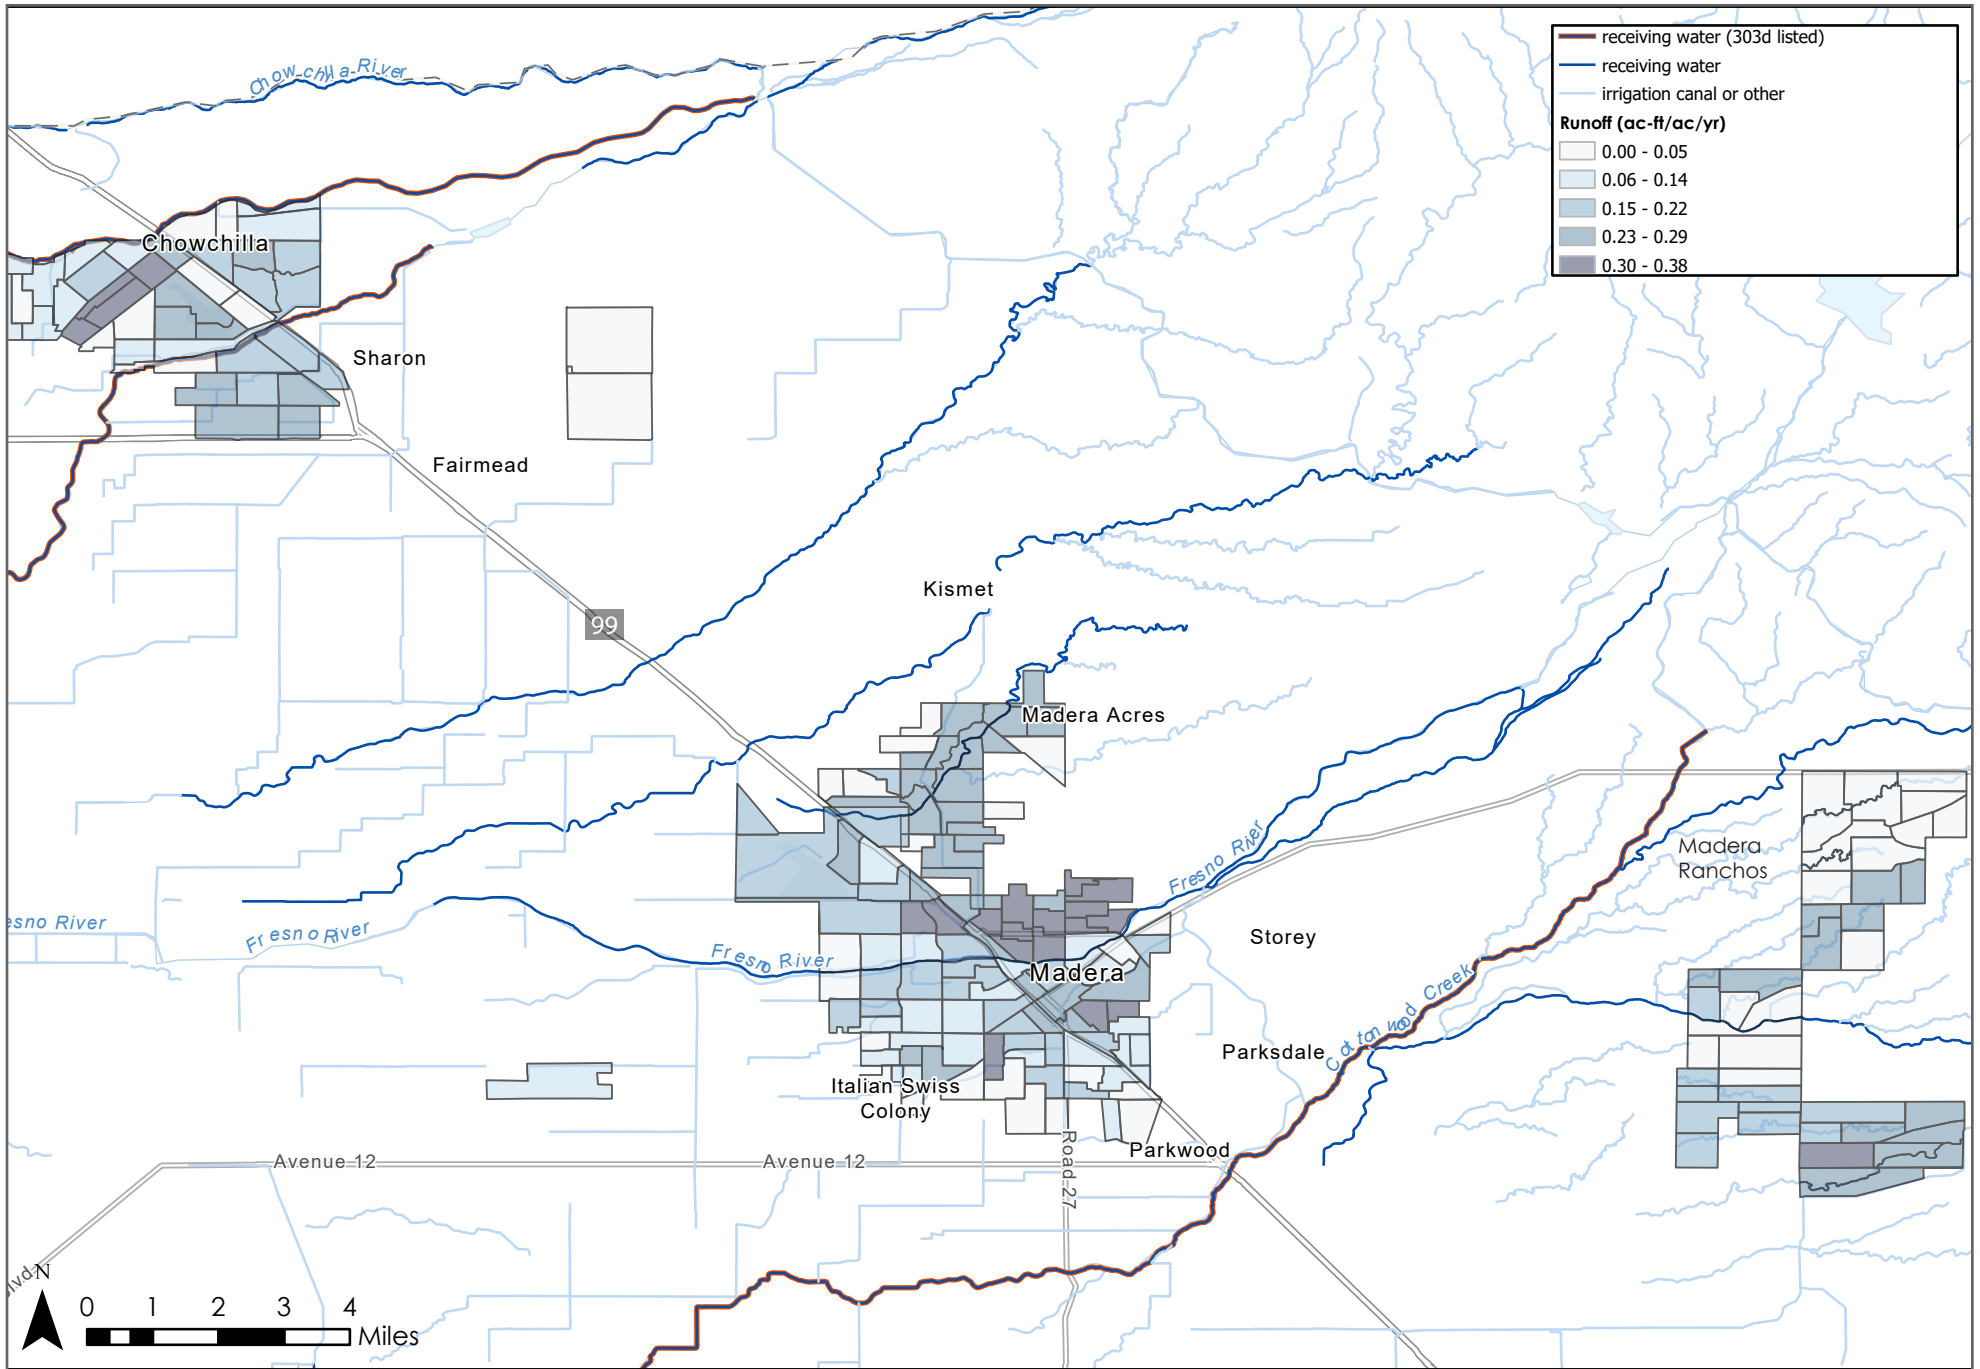 receiving water (303d listed)
receiving water
irrigation canal or other
Runoff (ac-ft/ac/yr)
0.00 - 0.05
0.06 - 0.14
0.15 - 0.22
0.23 - 0.29
0.30 - 0.38
Chowchilla River
Chowchilla
Sharon
Fairmead
Kismet
99
Madera Acres
Madera
Ranchos
Fresno River
esno River
Fresno River
Fresno River
Storey
Madera
Cottonwood Creek
Parksdale
Italian Swiss
Colony
Parkwood
Avenue 12
Avenue 12
Road 27
lvd
N
0 1 2 3 4
Miles